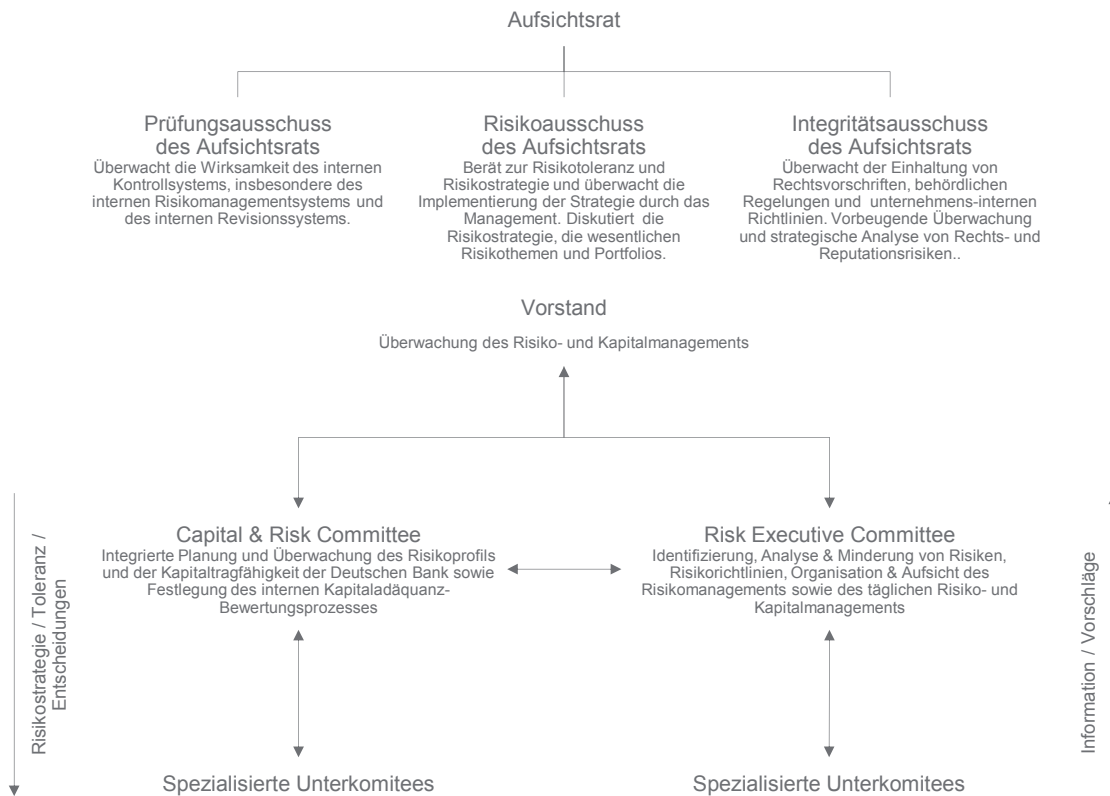 Aufsichtsrat
Prüfungsausschuss
des Aufsichtsrats
Überwacht die Wirksamkeit des internen
Kontrollsystems, insbesondere des
internen Risikomanagementsystems und
des internen Revisionssystems.
Risikoausschuss
des Aufsichtsrats
Berät zur Risikotoleranz und
Risikostrategie und überwacht die
Implementierung der Strategie durch das
Management. Diskutiert die
Risikostrategie, die wesentlichen
Risikothemen und Portfolios.
Integritätsausschuss
des Aufsichtsrats
Überwacht der Einhaltung von
Rechtsvorschriften, behördlichen
Regelungen und unternehmens-internen
Richtlinien. Vorbeugende Überwachung
und strategische Analyse von Rechts- und
Reputationsrisiken..
Vorstand
Überwachung des Risiko- und Kapitalmanagements
Risikostrategie / Toleranz /
Entscheidungen
Capital & Risk Committee
Integrierte Planung und Überwachung des Risikoprofils
und der Kapitaltragfähigkeit der Deutschen Bank sowie
Festlegung des internen Kapitaladäquanz-
Bewertungsprozesses
Risk Executive Committee
Identifizierung, Analyse & Minderung von Risiken,
Risikorichtlinien, Organisation & Aufsicht des
Risikomanagements sowie des täglichen Risiko- und
Kapitalmanagements
Information / Vorschläge
Spezialisierte Unterkomitees
Spezialisierte Unterkomitees